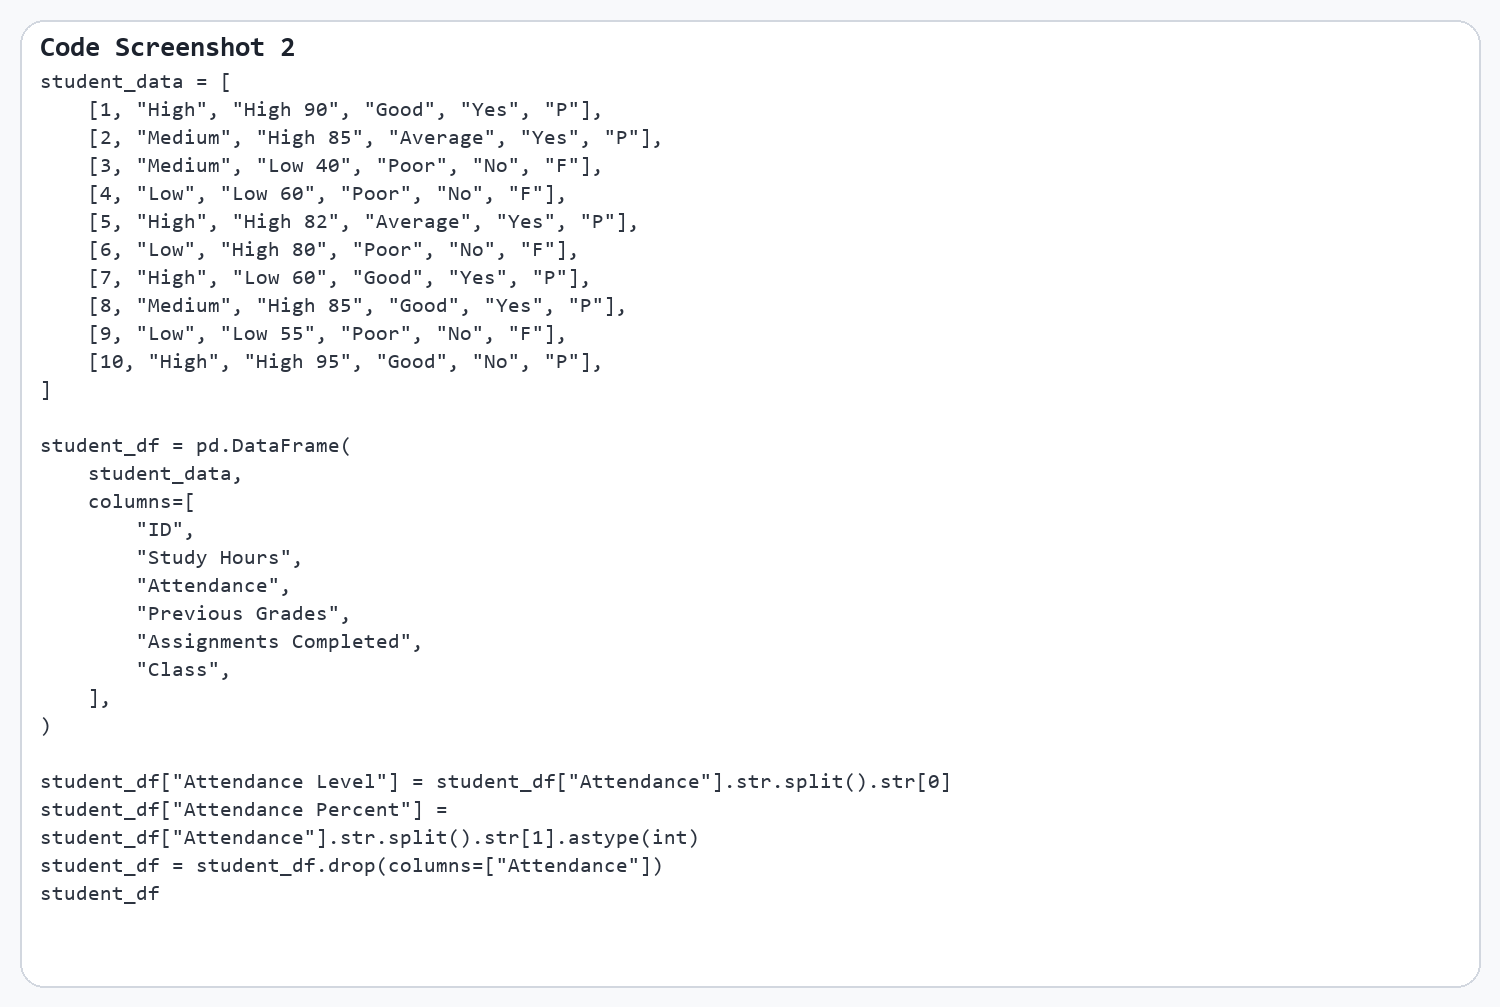 Code Screenshot 2
student_data = [
    [1, "High", "High 90", "Good", "Yes", "P"],
    [2, "Medium", "High 85", "Average", "Yes", "P"],
    [3, "Medium", "Low 40", "Poor", "No", "F"],
    [4, "Low", "Low 60", "Poor", "No", "F"],
    [5, "High", "High 82", "Average", "Yes", "P"],
    [6, "Low", "High 80", "Poor", "No", "F"],
    [7, "High", "Low 60", "Good", "Yes", "P"],
    [8, "Medium", "High 85", "Good", "Yes", "P"],
    [9, "Low", "Low 55", "Poor", "No", "F"],
    [10, "High", "High 95", "Good", "No", "P"],
]

student_df = pd.DataFrame(
    student_data,
    columns=[
        "ID",
        "Study Hours",
        "Attendance",
        "Previous Grades",
        "Assignments Completed",
        "Class",
    ],
)

student_df["Attendance Level"] = student_df["Attendance"].str.split().str[0]
student_df["Attendance Percent"] =
student_df["Attendance"].str.split().str[1].astype(int)
student_df = student_df.drop(columns=["Attendance"])
student_df